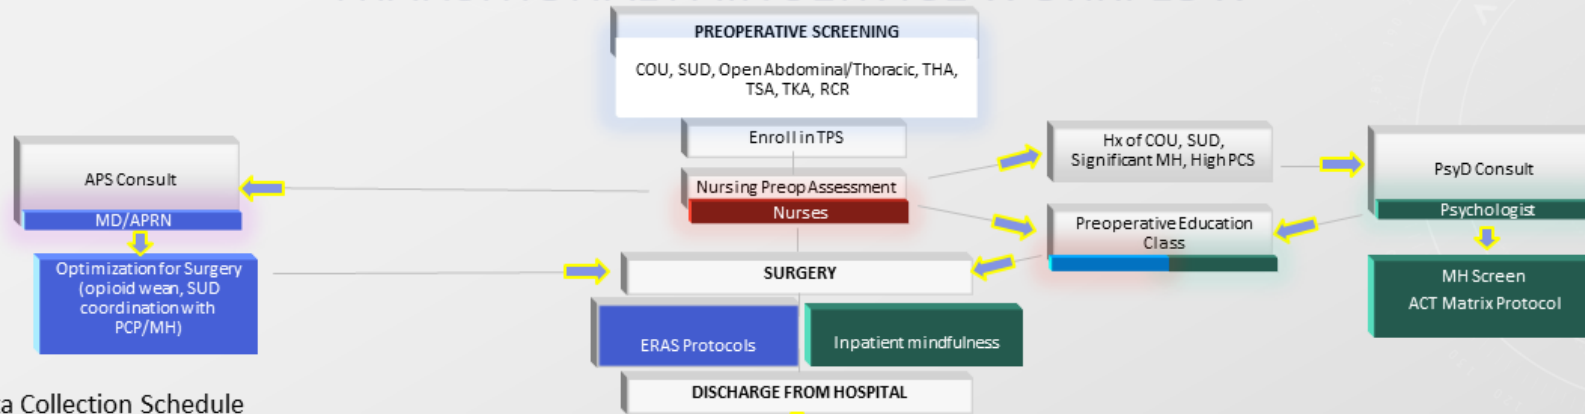 PREOPERATIVE SCREENING
COU, SUD, Open Abdominal/Thoracic, THA,
TSA, TKA, RCR
Enroll in TPS
Nursing Preop Assessment
Nurses
APS Consult
MD/APRN
Optimization for Surgery
(opioid wean, SUD
coordination with
PCP/MH)
Hx of COU, SUD,
Significant MH, High PCS
PsyD Consult
Psychologist
Preoperative Education
Class
MH Screen
ACT Matrix Protocol
SURGERY
ERAS Protocols
Inpatient mindfulness
DISCHARGE FROM HOSPITAL
Collection Schedule